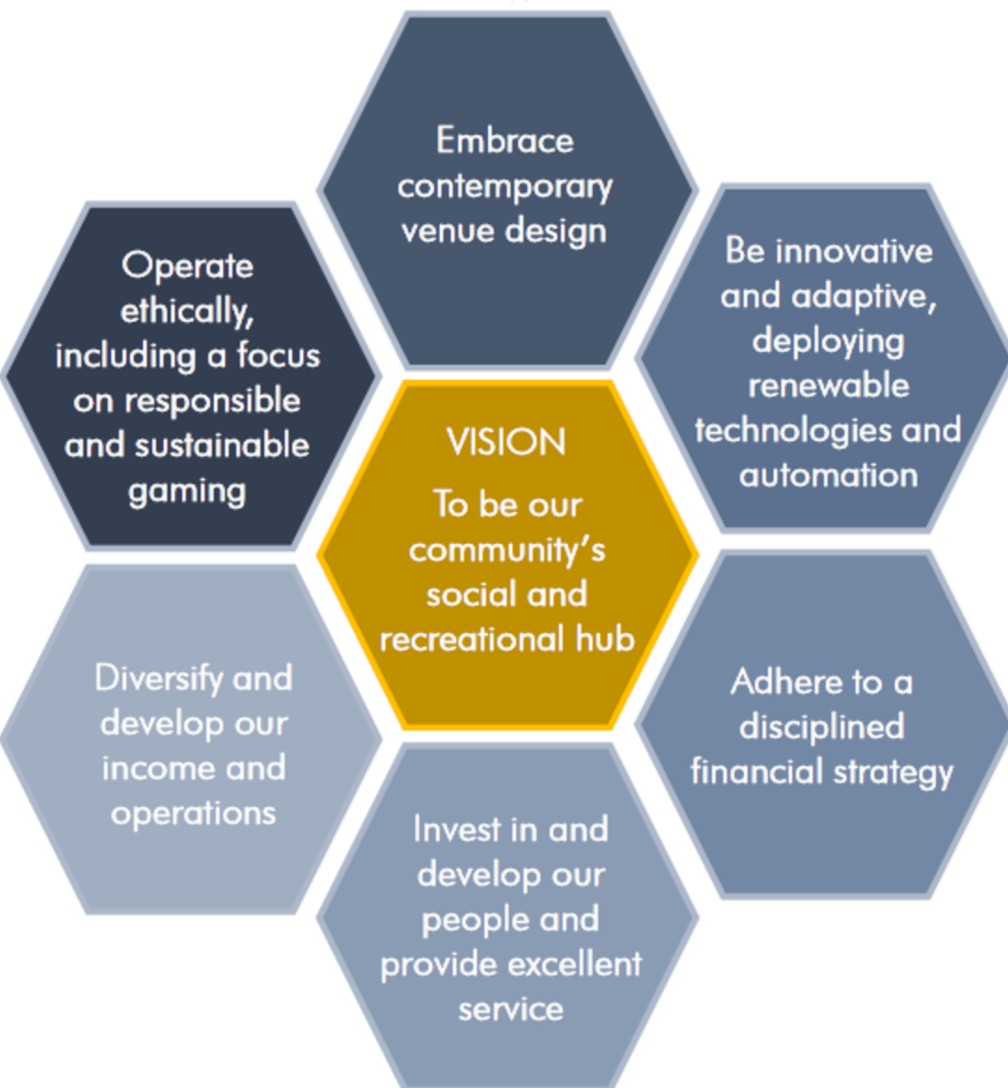 Embrace
contemporary
venue design
Be innovative
and adaptive,
deploying
renewable
technologies and
automation
Operate
ethically,
including a focus
on responsible
and sustainable
gaming
VISION
To be our
community's
social and
recreational hub
Adhere to a
disciplined
financial strategy
Diversify and
develop our
income and
operations
Invest in and
develop our
people and
provide excellent
service